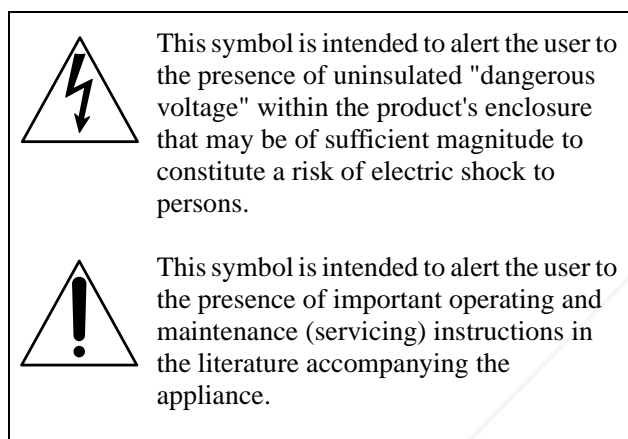 This symbol is intended to alert the user to
the presence of uninsulated "dangerous
voltage" within the product's enclosure
that may be of sufficient magnitude to
constitute a risk of electric shock to
persons.
This symbol is intended to alert the user to
the presence of important operating and
maintenance (servicing) instructions in
the literature accompanying the
appliance.